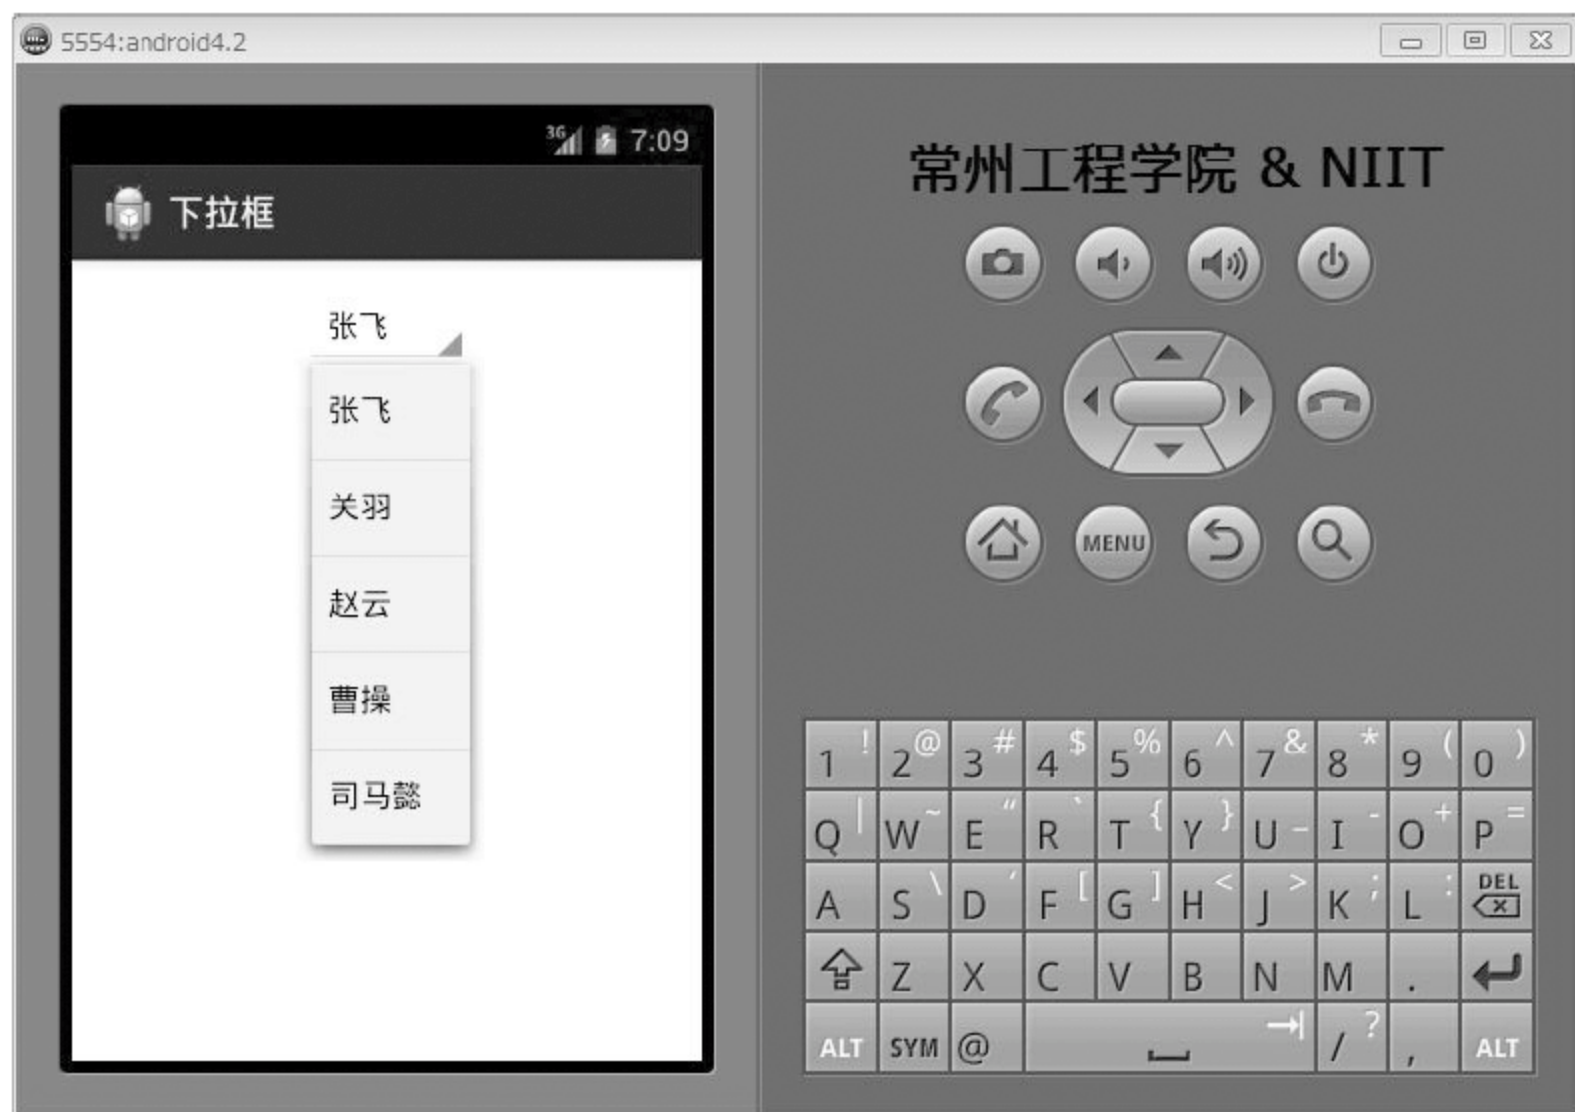 5554:android4.2
3G 7:09
下拉框
张飞
张飞
关羽
赵云
曹操
司马懿
常州工程学院 & NIIT
MENU
1 ! 2 @ 3 # 4 $ 5 % 6 ^ 7 & 8 * 9 ( 0 )
Q | W ~ E " R ` T { Y } U _ I - O + P =
A S \ D ' F [ G ] H < J > K ; L : DEL
Z X C V B N M .
ALT SYM @ / ? , ALT